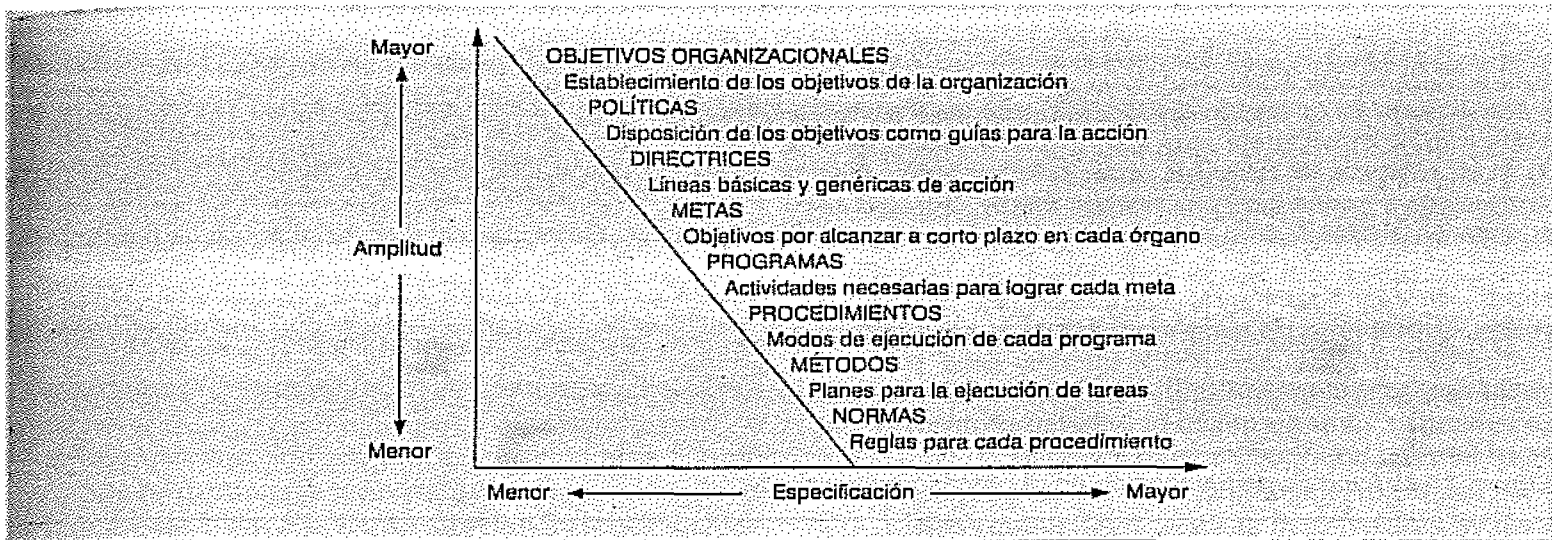 Mayor
OBJETIVOS ORGANIZACIONALES
Establecimiento de los objetivos de la organización
POLÍTICAS
Disposición de los objetivos como guías para la acción
DIRECTRICES
Líneas básicas y genéricas de acción
METAS
Objetivos por alcanzar a corto plazo en cada órgano
Amplitud
PROGRAMAS
Actividades necesarias para lograr cada meta
PROCEDIMIENTOS
Modos de ejecución de cada programa
MÉTODOS
Planes para la ejecución de tareas
NORMAS
Reglas para cada procedimiento
Menor
Menor Especificación Mayor